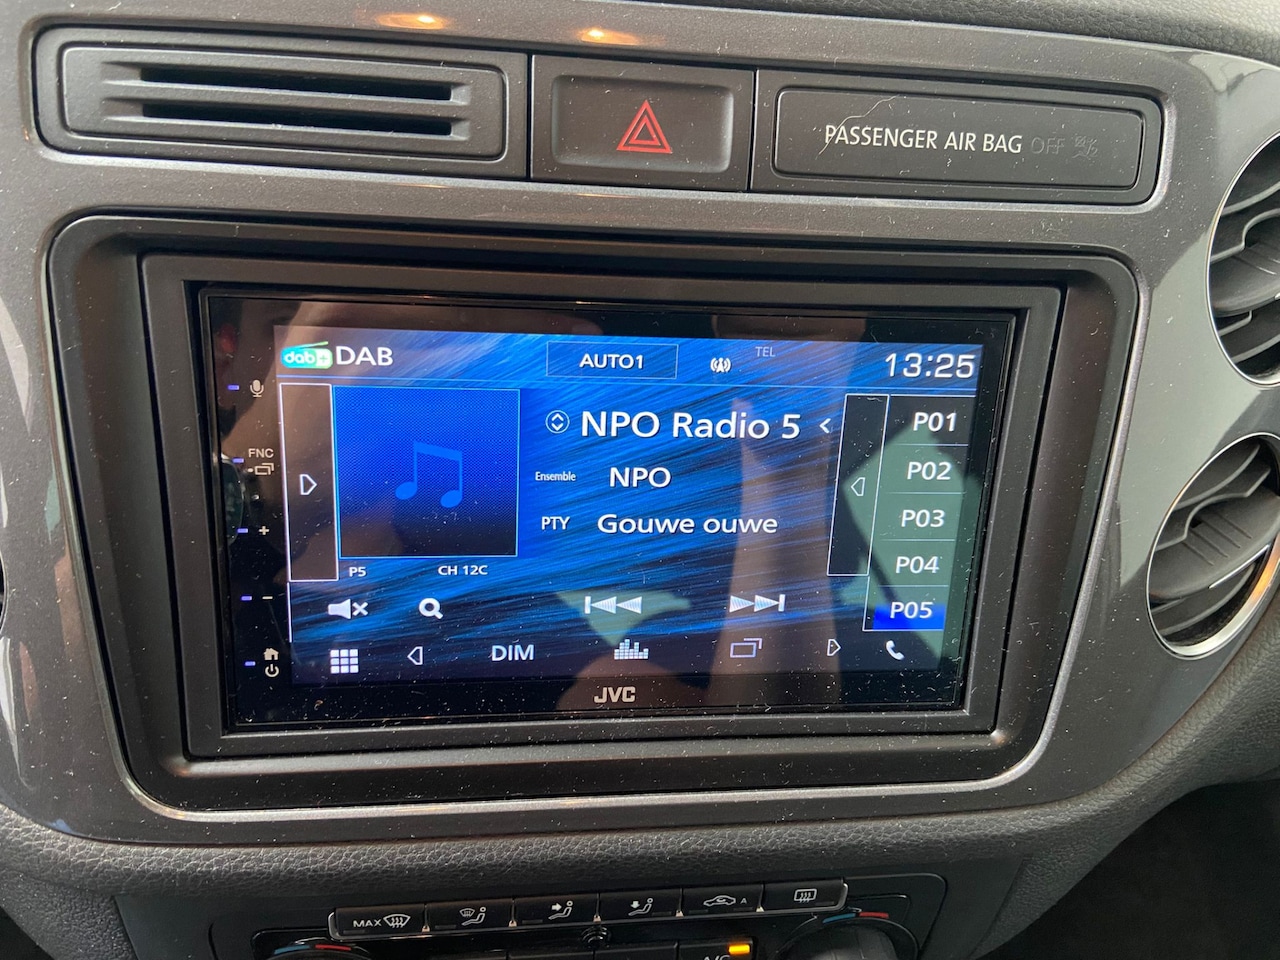 PASSENGER AIR BAG OFF
dab+ DAB
AUTO1
TEL
13:25
NPO Radio 5
Ensemble NPO
PTY Gouwe ouwe
P5 CH 12C
P01
P02
P03
P04
P05
FNC
+
-
DIM
JVC
MAX
A
A/C